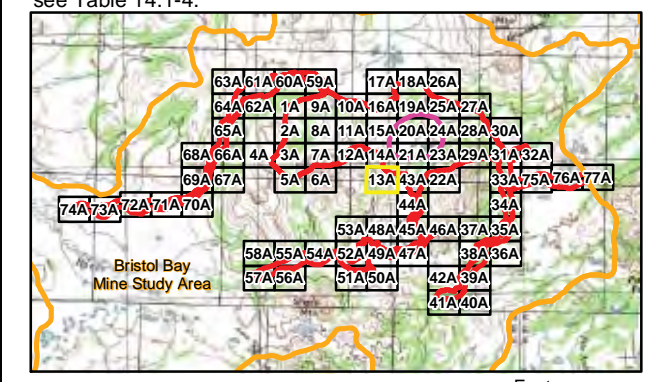 see Table 14.1-4.
63A 61A 60A 59A 17A 18A 26A
64A 62A 1A 9A 10A 16A 19A 25A 27A
65A 2A 8A 11A 15A 20A 24A 28A 30A
68A 66A 4A 3A 7A 12A 14A 21A 23A 29A 31A 32A
69A 67A 5A 6A 13A 43A 22A 33A 75A 76A 77A
74A 73A 72A 71A 70A 44A 34A
53A 48A 45A 46A 37A 35A
58A 55A 54A 52A 49A 47A 38A 36A
57A 56A 51A 50A 42A 39A
41A 40A
Bristol Bay
Mine Study Area